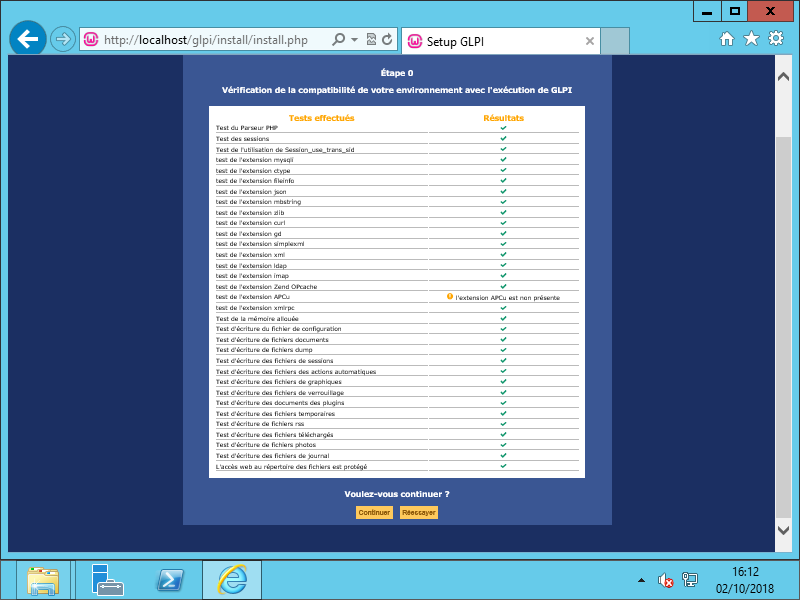 http://localhost/glpi/install/install.php
Setup GLPI
Étape 0
Vérification de la compatibilité de votre environnement avec l'exécution de GLPI
Tests effectués Résultats
Test du Parseur PHP
Test des sessions
Test de l'utilisation de Session_use_trans_sid
test de l'extension mysqli
test de l'extension ctype
test de l'extension fileinfo
test de l'extension json
test de l'extension mbstring
test de l'extension zlib
test de l'extension curl
test de l'extension gd
test de l'extension simplexml
test de l'extension xml
test de l'extension ldap
test de l'extension imap
test de l'extension Zend OPcache
test de l'extension APCu l'extension APCu est non présente
test de l'extension xmlrpc
Test de la mémoire allouée
Test d'écriture du fichier de configuration
Test d'écriture de fichiers documents
Test d'écriture de fichiers dump
Test d'écriture des fichiers de sessions
Test d'écriture des fichiers des actions automatiques
Test d'écriture des fichiers de graphiques
Test d'écriture des fichiers de verrouillage
Test d'écriture des documents des plugins
Test d'écriture des fichiers temporaires
Test d'écriture de fichiers rss
Test d'écriture des fichiers téléchargés
Test d'écriture de fichiers photos
Test d'écriture des fichiers de journal
L'accès web au répertoire des fichiers est protégé
Voulez-vous continuer ?
Continuer Réessayer
16:12
02/10/2018